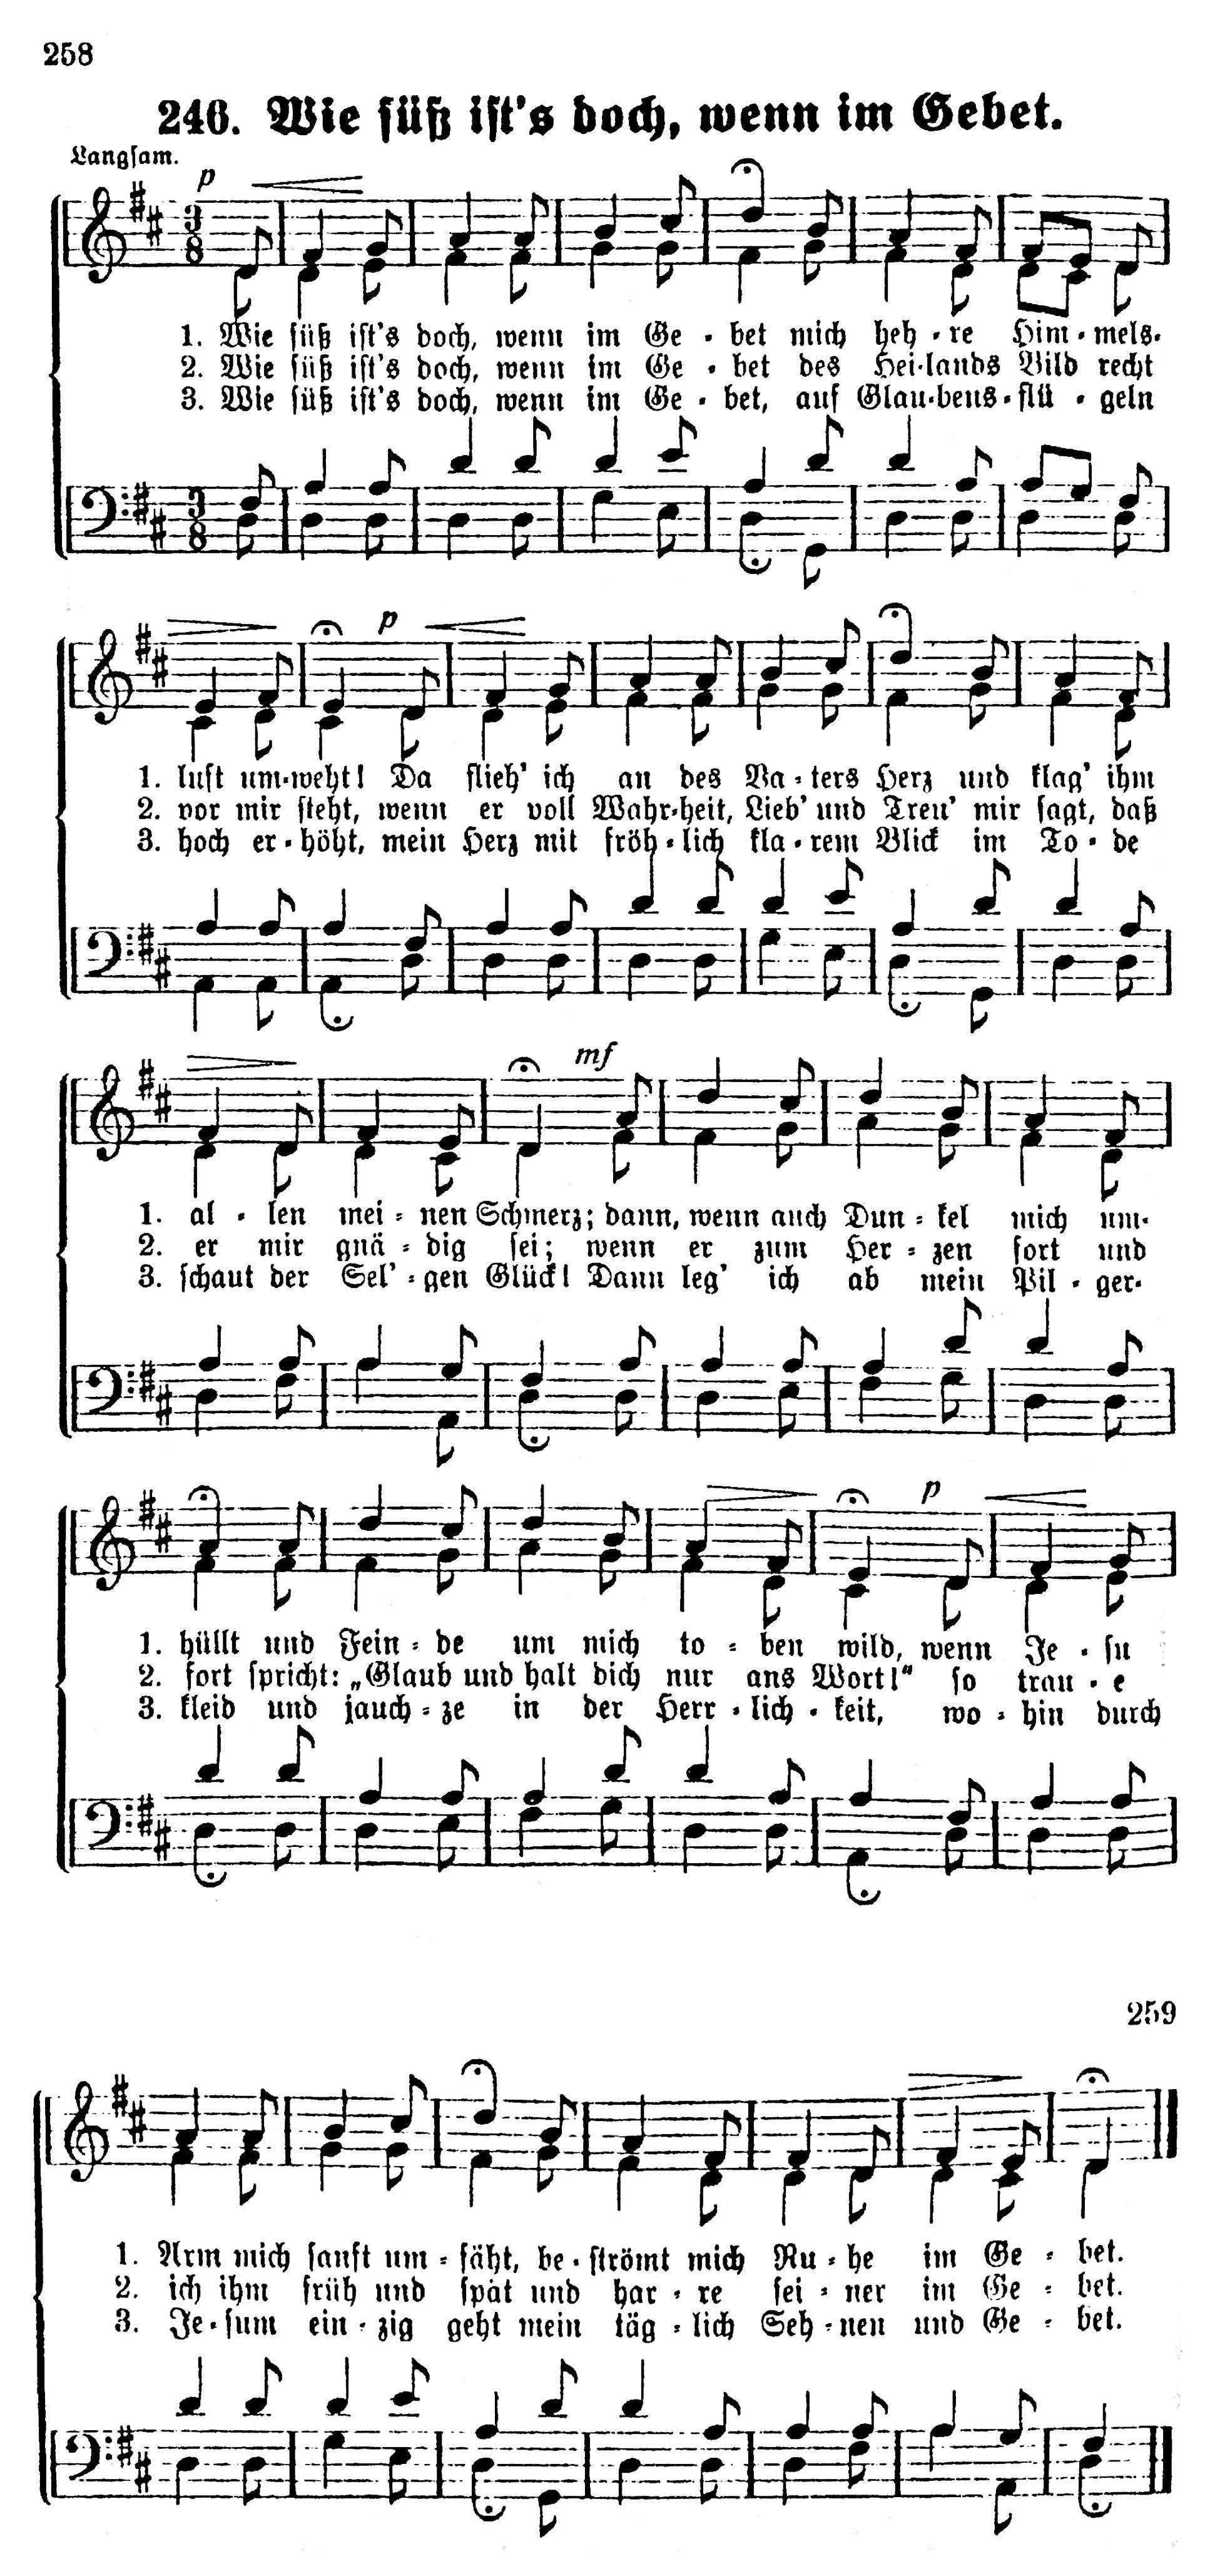 258
246. Wie süß ist's doch, wenn im Gebet.
Langsam.
p
1. Wie süß ist's doch, wenn im Ge - bet mich heh - re Him - mels-
2. Wie süß ist's doch, wenn im Ge - bet des Hei-lands Bild recht
3. Wie süß ist's doch, wenn im Ge - bet, auf Glau-bens-flü - geln
p
1. lust um-weht! Da flieh' ich an des Va - ters Herz und klag' ihm
2. vor mir steht, wenn er voll Wahr-heit, Lieb' und Treu' mir sagt, daß
3. hoch er-höht, mein Herz mit fröh-lich kla-rem Blick im To - de
mf
1. al - len mei - nen Schmerz; dann, wenn auch Dun - kel mich um-
2. er mir gnä - dig sei; wenn er zum Her - zen fort und
3. schaut der Sel' - gen Glück! Dann leg' ich ab mein Pil - ger-
p
1. hüllt und Fein - de um mich to - ben wild, wenn Je - su
2. fort spricht: „Glaub und halt dich nur ans Wort!“ so trau - e
3. kleid und jauch - ze in der Herr - lich - keit, wo - hin durch
259
1. Arm mich sanft um - fäht, be - strömt mich Ru - he im Ge - bet.
2. ich ihm früh und spät und har - re sei - ner im Ge - bet.
3. Je - sum ein - zig geht mein täg - lich Seh - nen und Ge - bet.